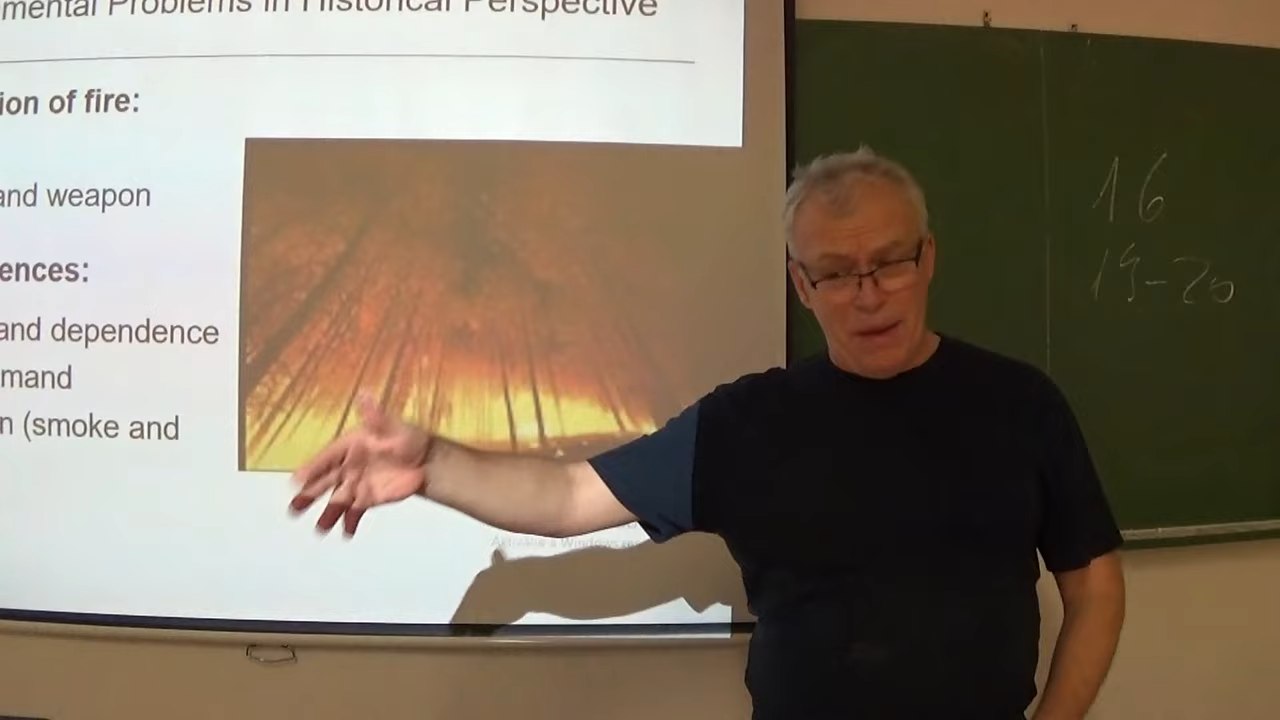 mental Problems in Historical Perspective
ion of fire:
and weapon
ences:
and dependence
mand
n (smoke and
Windows
16
19-20